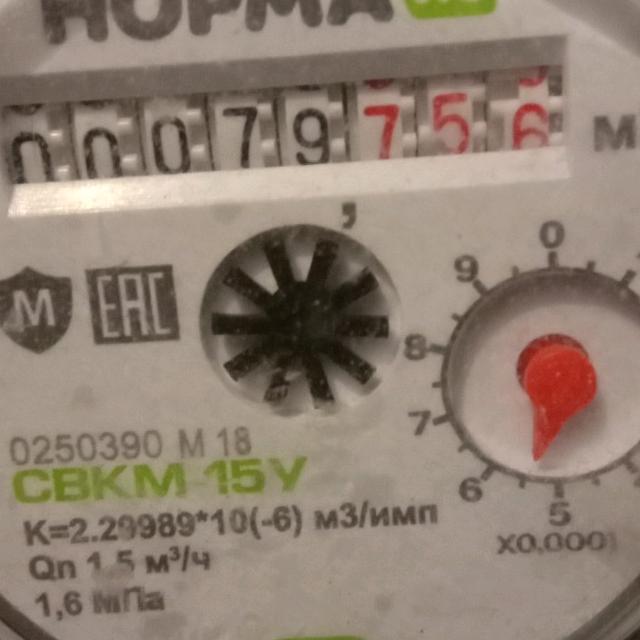 НОРМА
00079756 М
,
М ЕАС
0
9
8
7
6
5
X0,0001
0250390 М 18
СВКМ-15У
K=2.29989*10(-6) м3/имп
Qn 1,5 м³/ч
1,6 мПа